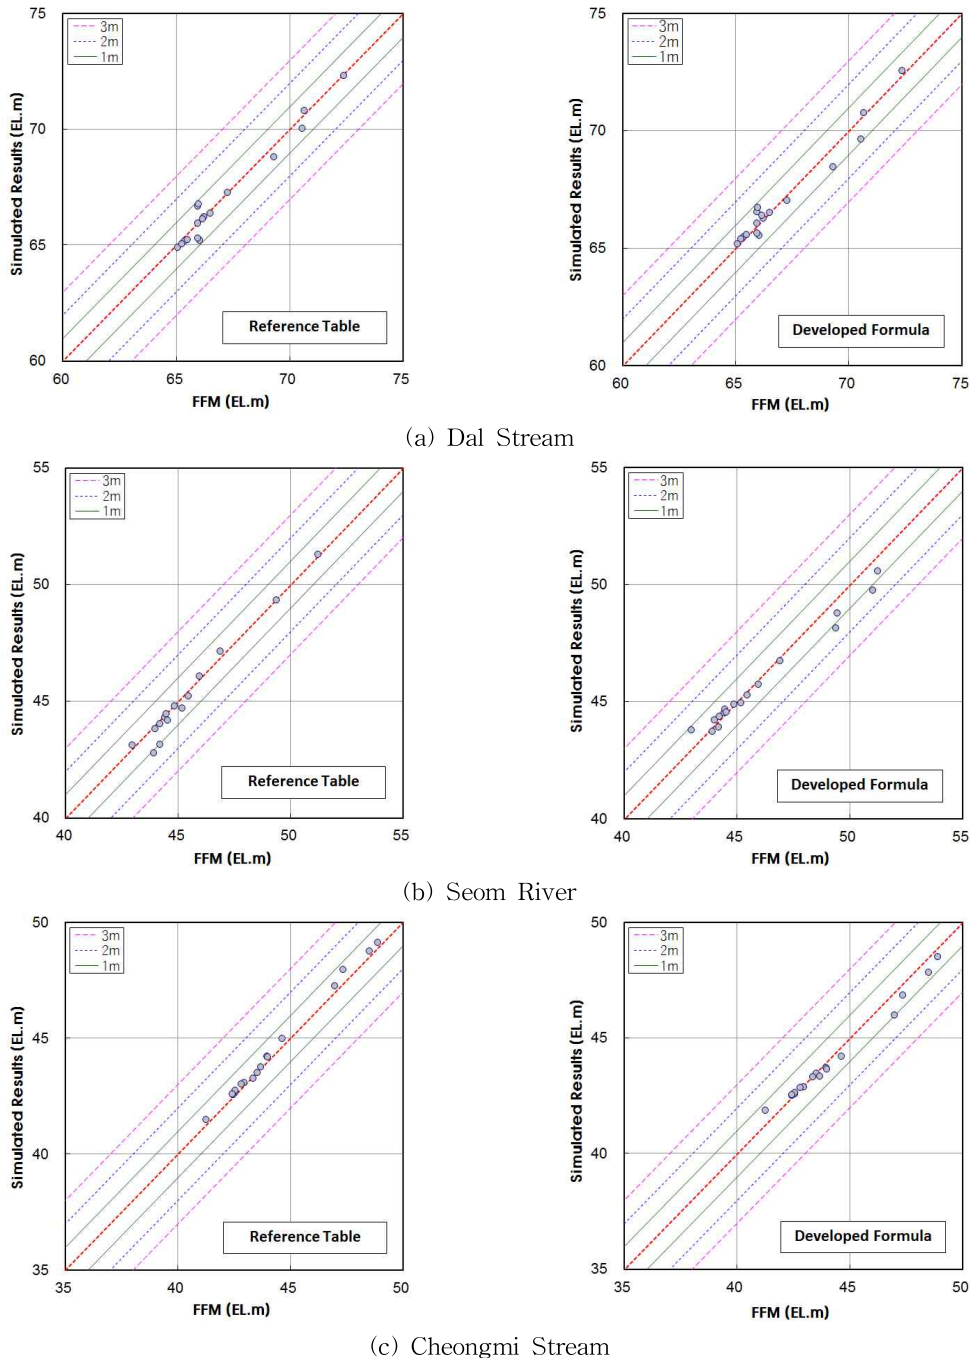 75
3m
2m
1m
70
65
60
Simulated Results (EL.m)
Reference Table
60
65
70
75
FFM (EL.m)
75
3m
2m
1m
70
65
60
Simulated Results (EL.m)
Developed Formula
60
65
70
75
FFM (EL.m)
(a) Dal Stream
55
3m
2m
1m
50
45
40
Simulated Results (EL.m)
Reference Table
40
45
50
55
FFM (EL.m)
55
3m
2m
1m
50
45
40
Simulated Results (EL.m)
Developed Formula
40
45
50
55
FFM (EL.m)
(b) Seom River
50
3m
2m
1m
45
40
35
Simulated Results (EL.m)
Reference Table
35
40
45
50
FFM (EL.m)
50
3m
2m
1m
45
40
35
Simulated Results (EL.m)
Developed Formula
35
40
45
50
FFM (EL.m)
(c) Cheongmi Stream